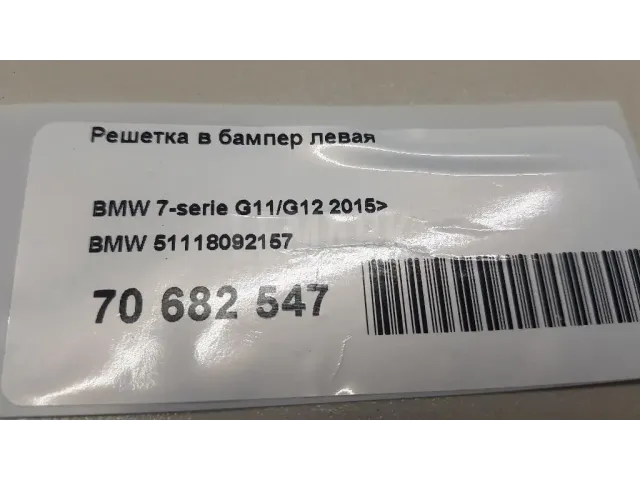 Решетка в бампер левая
BMW 7-serie G11/G12 2015>
BMW 51118092157
70 682 547